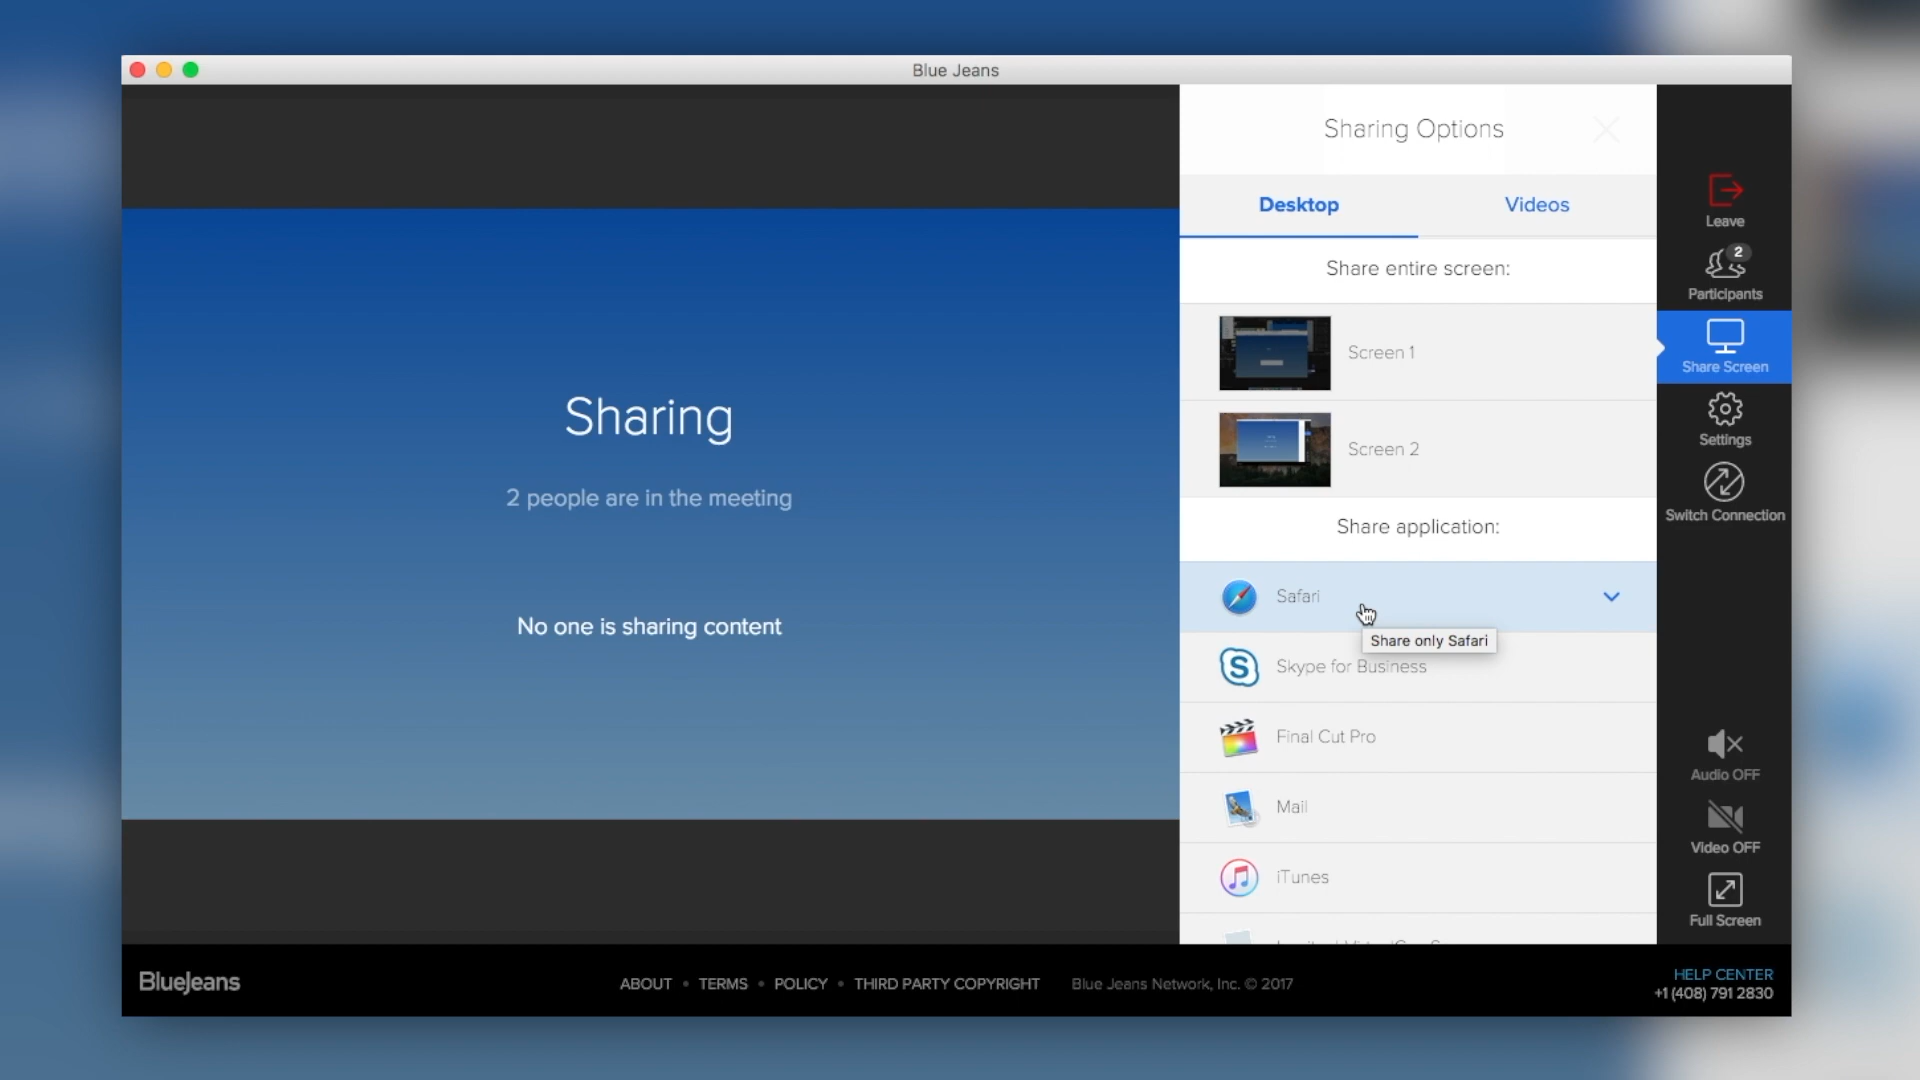 Blue Jeans
Sharing Options
Desktop
Videos
Share entire screen:
Screen 1
Screen 2
Share application:
Safari
Share only Safari
Skype for Business
Final Cut Pro
Mail
iTunes
Sharing
2 people are in the meeting
No one is sharing content
Leave
2
Participants
Share Screen
Settings
Switch Connection
Audio OFF
Video OFF
Full Screen
BlueJeans
ABOUT • TERMS • POLICY • THIRD PARTY COPYRIGHT
Blue Jeans Network, Inc. © 2017
HELP CENTER
+1 (408) 791 2830